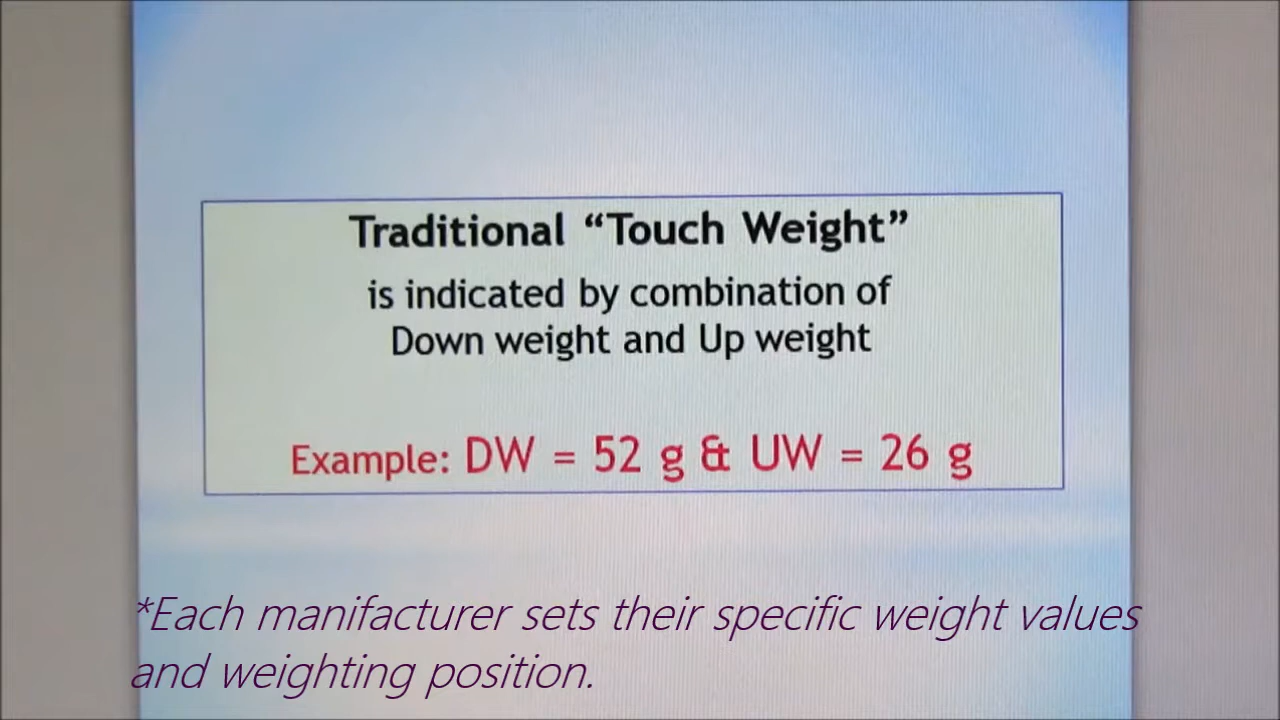 Traditional “Touch Weight”
is indicated by combination of
Down weight and Up weight
Example: DW = 52 g & UW = 26 g
*Each manifacturer sets their specific weight values
and weighting position.